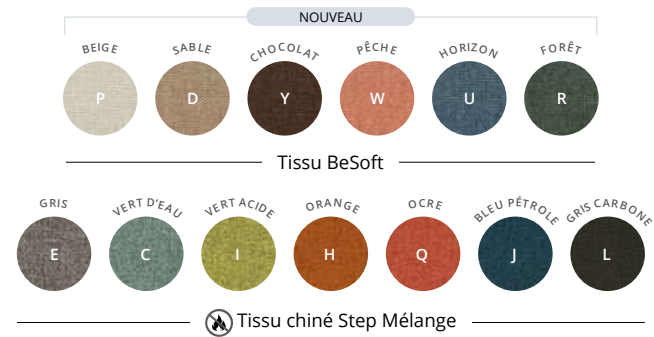 NOUVEAU
BEIGE SABLE CHOCOLAT PÊCHE HORIZON FORÊT
P D Y W U R
Tissu BeSoft
GRIS VERT D'EAU VERT ACIDE ORANGE OCRE BLEU PÉTROLE GRIS CARBONE
E C I H Q J L
Tissu chiné Step Mélange